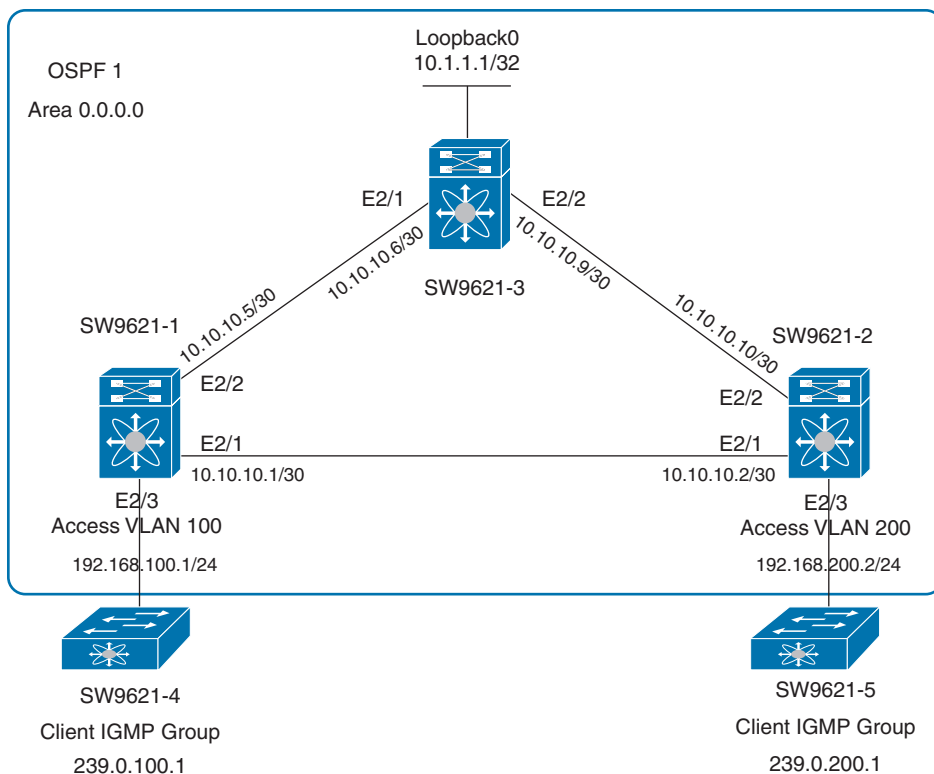 Loopback0
10.1.1.1/32
OSPF 1
Area 0.0.0.0
E2/1
E2/2
10.10.10.6/30
10.10.10.9/30
SW9621-3
10.10.10.5/30
10.10.10.10/30
SW9621-1
SW9621-2
E2/2
E2/2
E2/1
E2/1
10.10.10.1/30
10.10.10.2/30
E2/3
Access VLAN 100
192.168.100.1/24
E2/3
Access VLAN 200
192.168.200.2/24
SW9621-4
Client IGMP Group
239.0.100.1
SW9621-5
Client IGMP Group
239.0.200.1